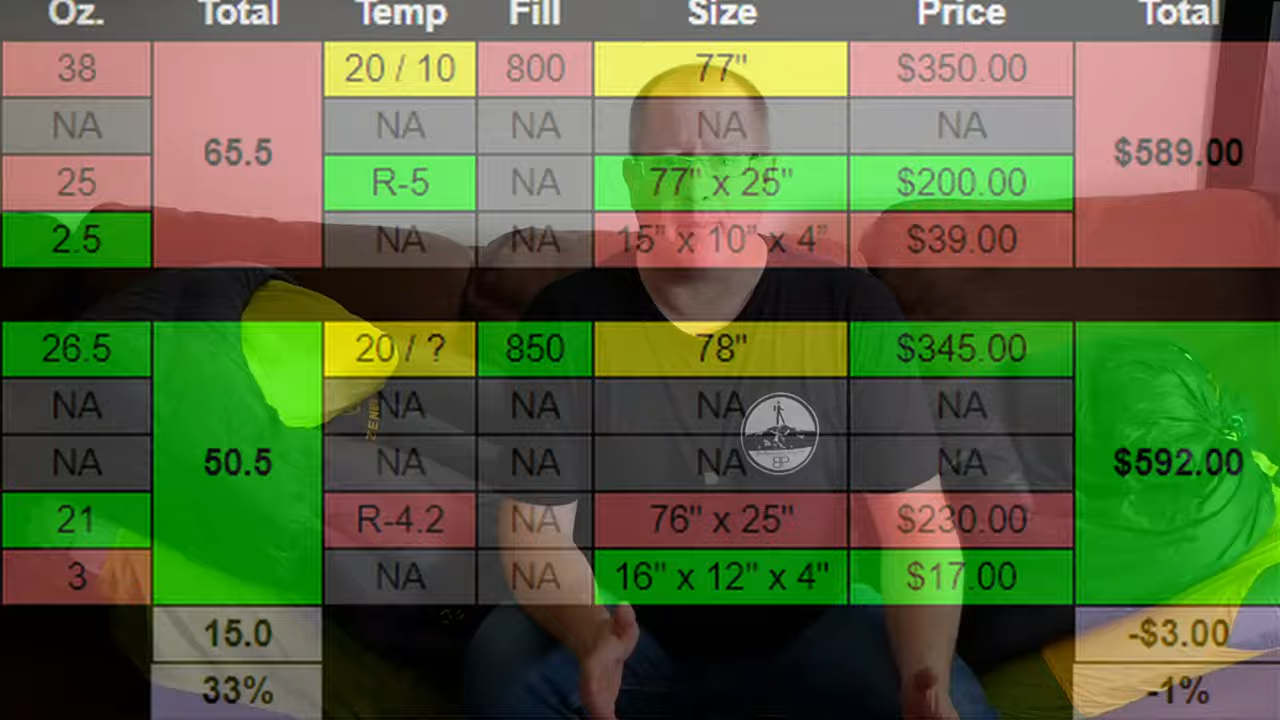 Oz. Total Temp Fill Size Price Total
38 20 / 10 800 77" $350.00
NA NA NA NA NA
65.5 $589.00
25 R-5 NA 77" x 25" $200.00
2.5 NA NA 15" x 10" x 4" $39.00
26.5 20 / ? 850 78" $345.00
NA NA NA NA NA
NA 50.5 NA NA NA NA $592.00
21 R-4.2 NA 76" x 25" $230.00
3 NA NA 16" x 12" x 4" $17.00
15.0 -$3.00
33% -1%
ZEN
BP